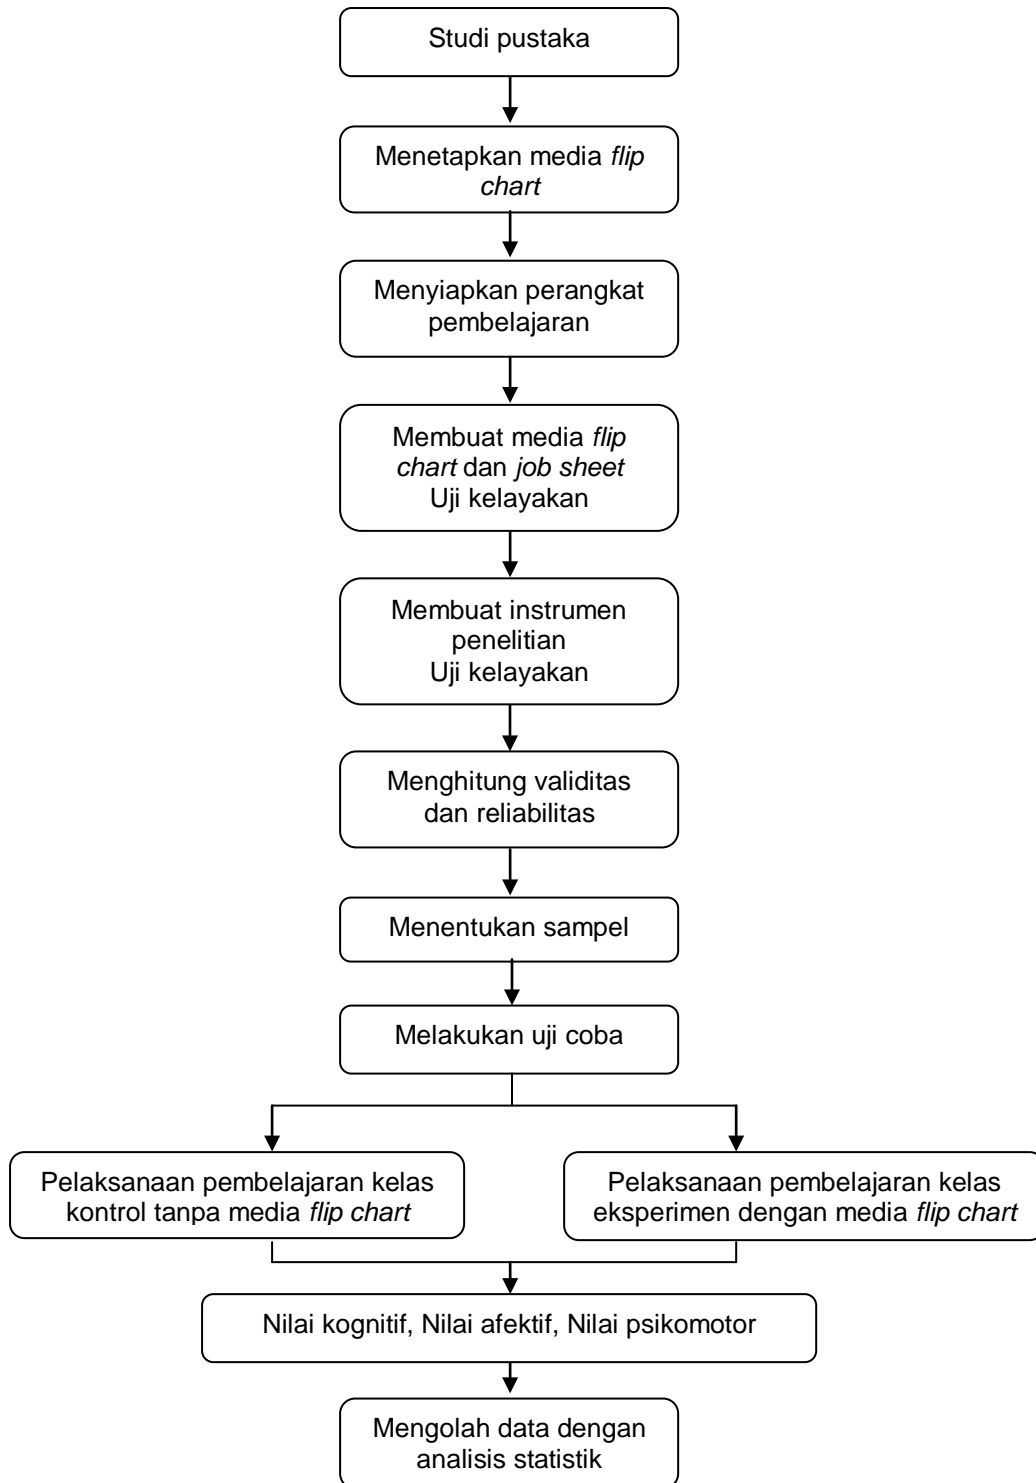 Studi pustaka
Menetapkan media flip
chart
Menyiapkan perangkat
pembelajaran
Membuat media flip
chart dan job sheet
Uji kelayakan
Membuat instrumen
penelitian
Uji kelayakan
Menghitung validitas
dan reliabilitas
Menentukan sampel
Melakukan uji coba
Pelaksanaan pembelajaran kelas
kontrol tanpa media flip chart
Pelaksanaan pembelajaran kelas
eksperimen dengan media flip chart
Nilai kognitif, Nilai afektif, Nilai psikomotor
Mengolah data dengan
analisis statistik